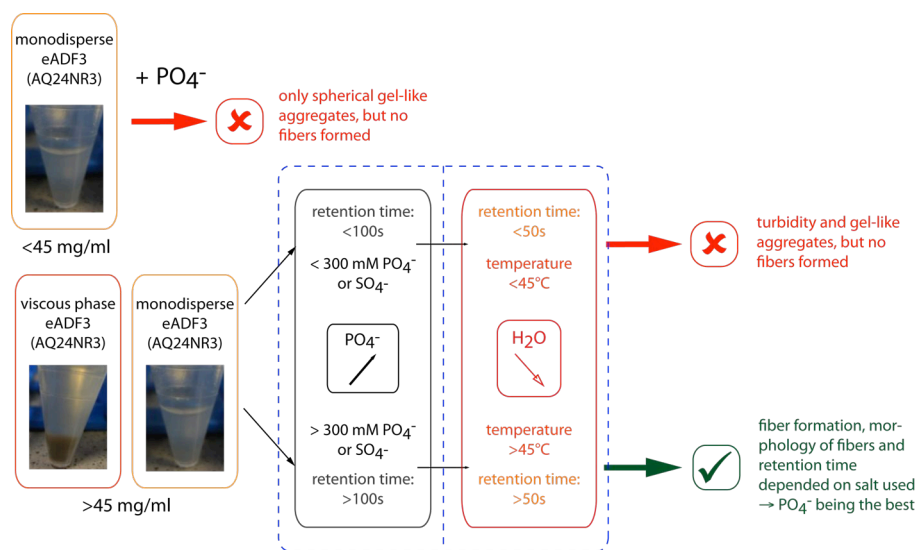 monodisperse
eADF3
(AQ24NR3)
+ PO4-
only spherical gel-like
aggregates, but no
fibers formed
<45 mg/ml
viscous phase
eADF3
(AQ24NR3)
monodisperse
eADF3
(AQ24NR3)
>45 mg/ml
retention time:
<100s
< 300 mM PO4-
or SO4-
PO4-
> 300 mM PO4-
or SO4-
retention time:
>100s
retention time:
<50s
temperature
<45°C
H2O
temperature
>45°C
retention time:
>50s
turbidity and gel-like
aggregates, but no
fibers formed
fiber formation, mor-
phology of fibers and
retention time
depended on salt used
→ PO4- being the best